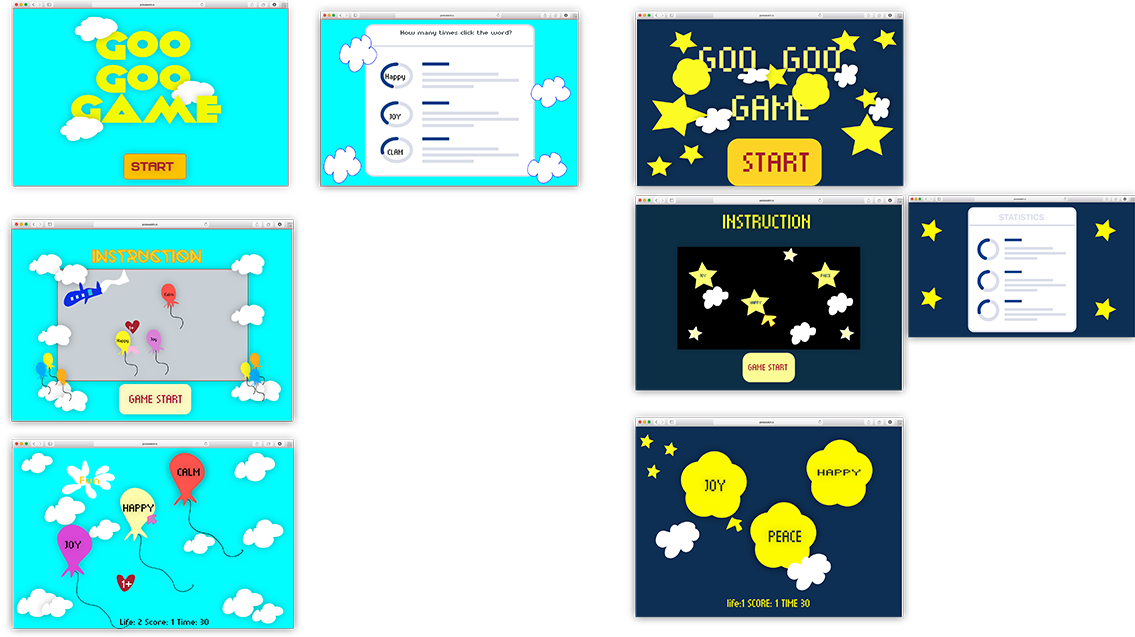 GOO
GOO
GAME
START
How many times click the word?
Happy
JOY
CLAM
GOO GOO
GAME
START
INSTRUCTION
Calm
1+
Happy
Joy
GAME START
INSTRUCTION
JOY
HAPPY
GAME START
STATISTICS
Fun
CALM
HAPPY
JOY
1+
Life: 2 Score: 1 Time: 30
JOY
HAPPY
PEACE
life:1 SCORE: 1 TIME 30